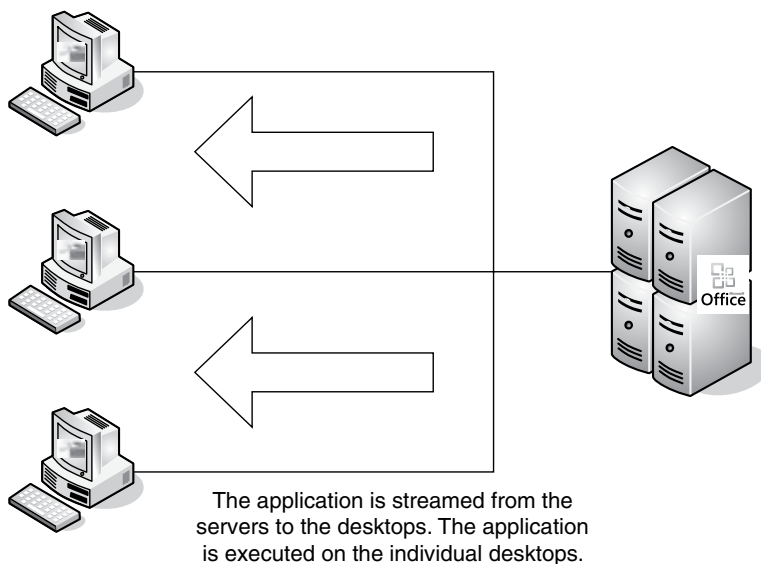 Office
The application is streamed from the
servers to the desktops. The application
is executed on the individual desktops.